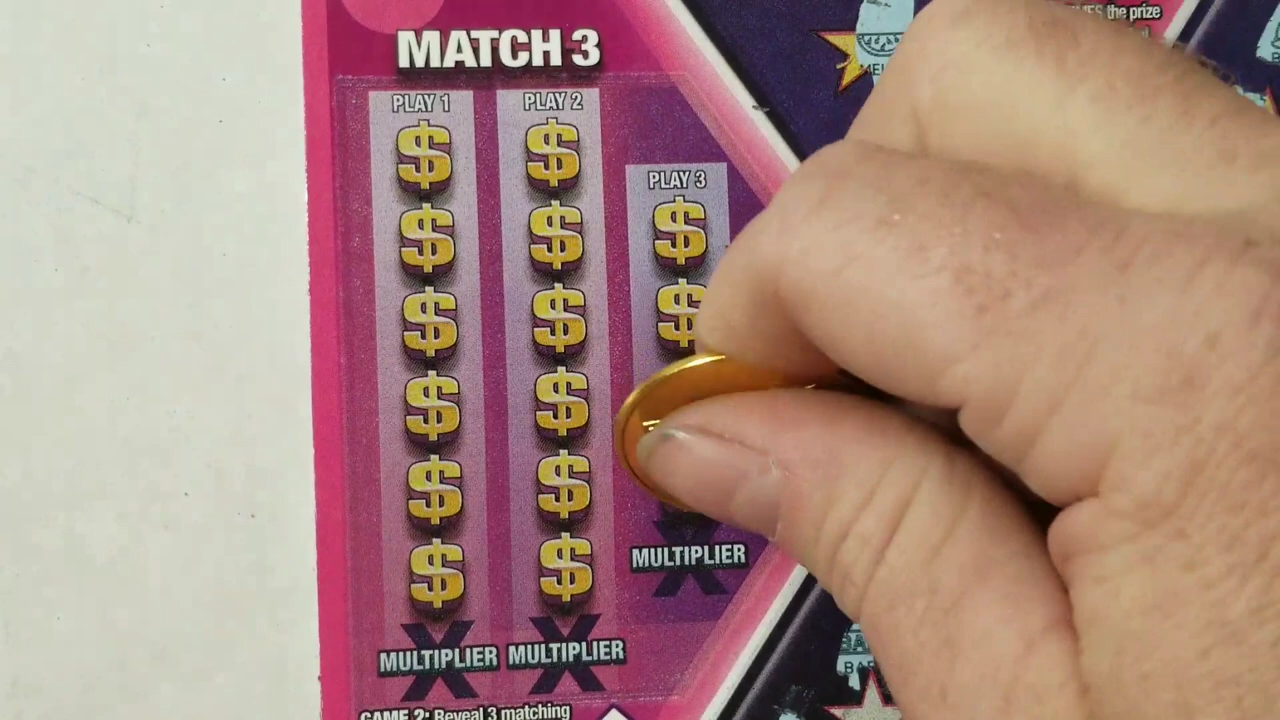 MATCH 3
PLAY 1
PLAY 2
PLAY 3
$ $
$ $ $
$ $ $
$ $
$ $
$ $
MULTIPLIER
MULTIPLIER MULTIPLIER
GAME 2: Reveal 3 matching
the prize